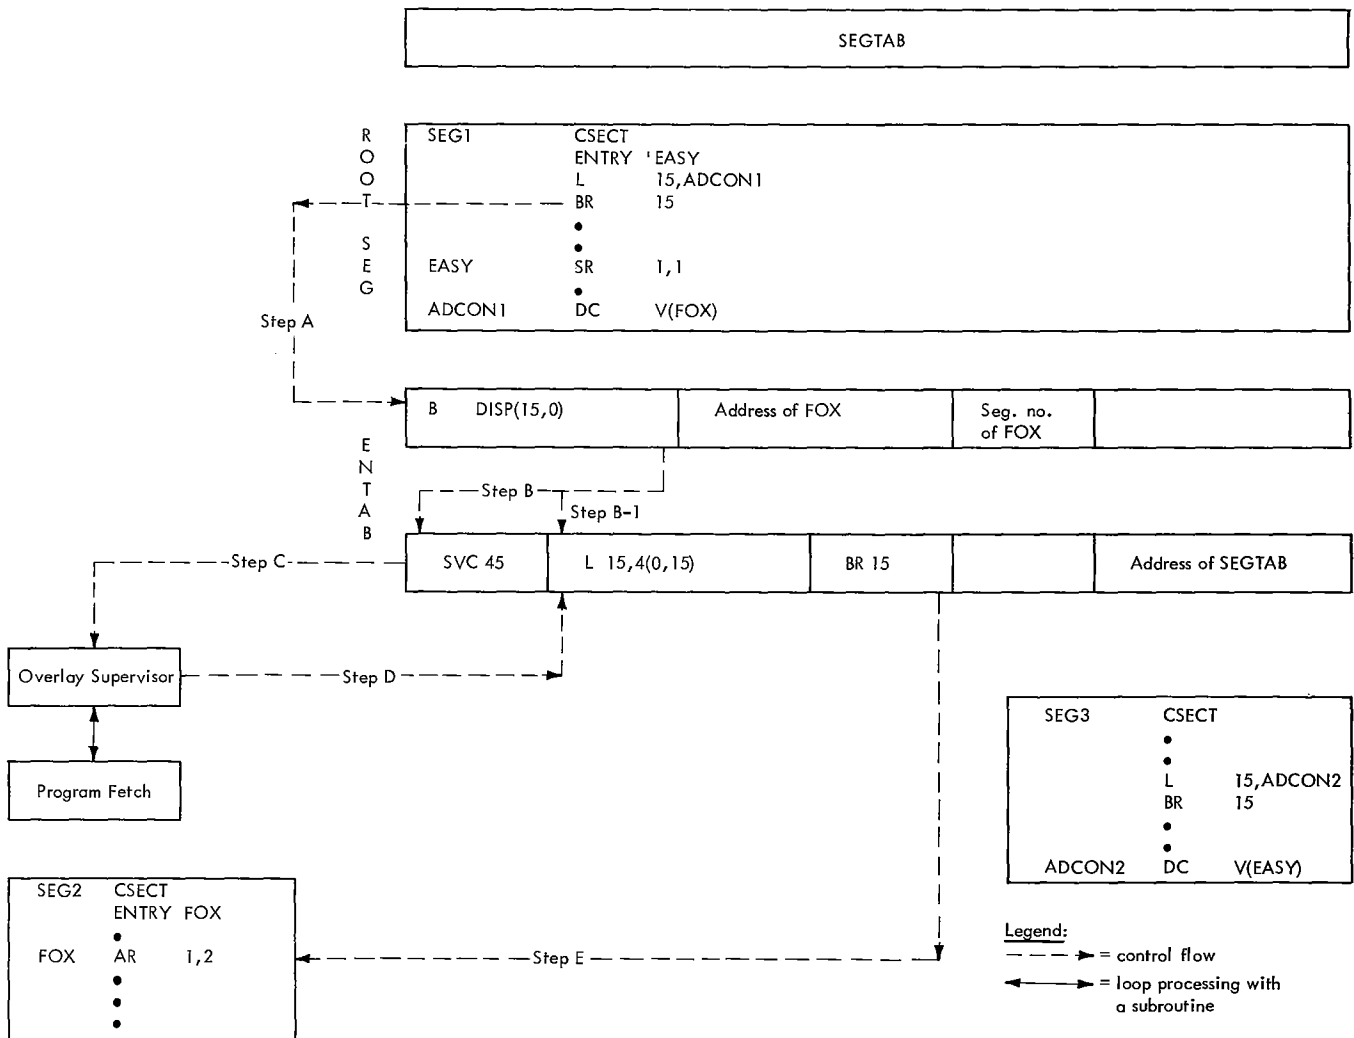 SEGTAB
ROOT SEG
SEG1 CSECT
ENTRY 'EASY
L 15,ADCON1
BR 15
•
•
EASY SR 1,1
•
ADCON1 DC V(FOX)
Step A
ENTAB
B DISP(15,0) Address of FOX Seg. no.
of FOX
Step B
Step B-1
SVC 45 L 15,4(0,15) BR 15 Address of SEGTAB
Step C
Overlay Supervisor
Step D
Program Fetch
SEG3 CSECT
•
•
L 15,ADCON2
BR 15
•
•
ADCON2 DC V(EASY)
SEG2 CSECT
ENTRY FOX
•
FOX AR 1,2
•
•
•
Step E
Legend:
= control flow
= loop processing with
a subroutine